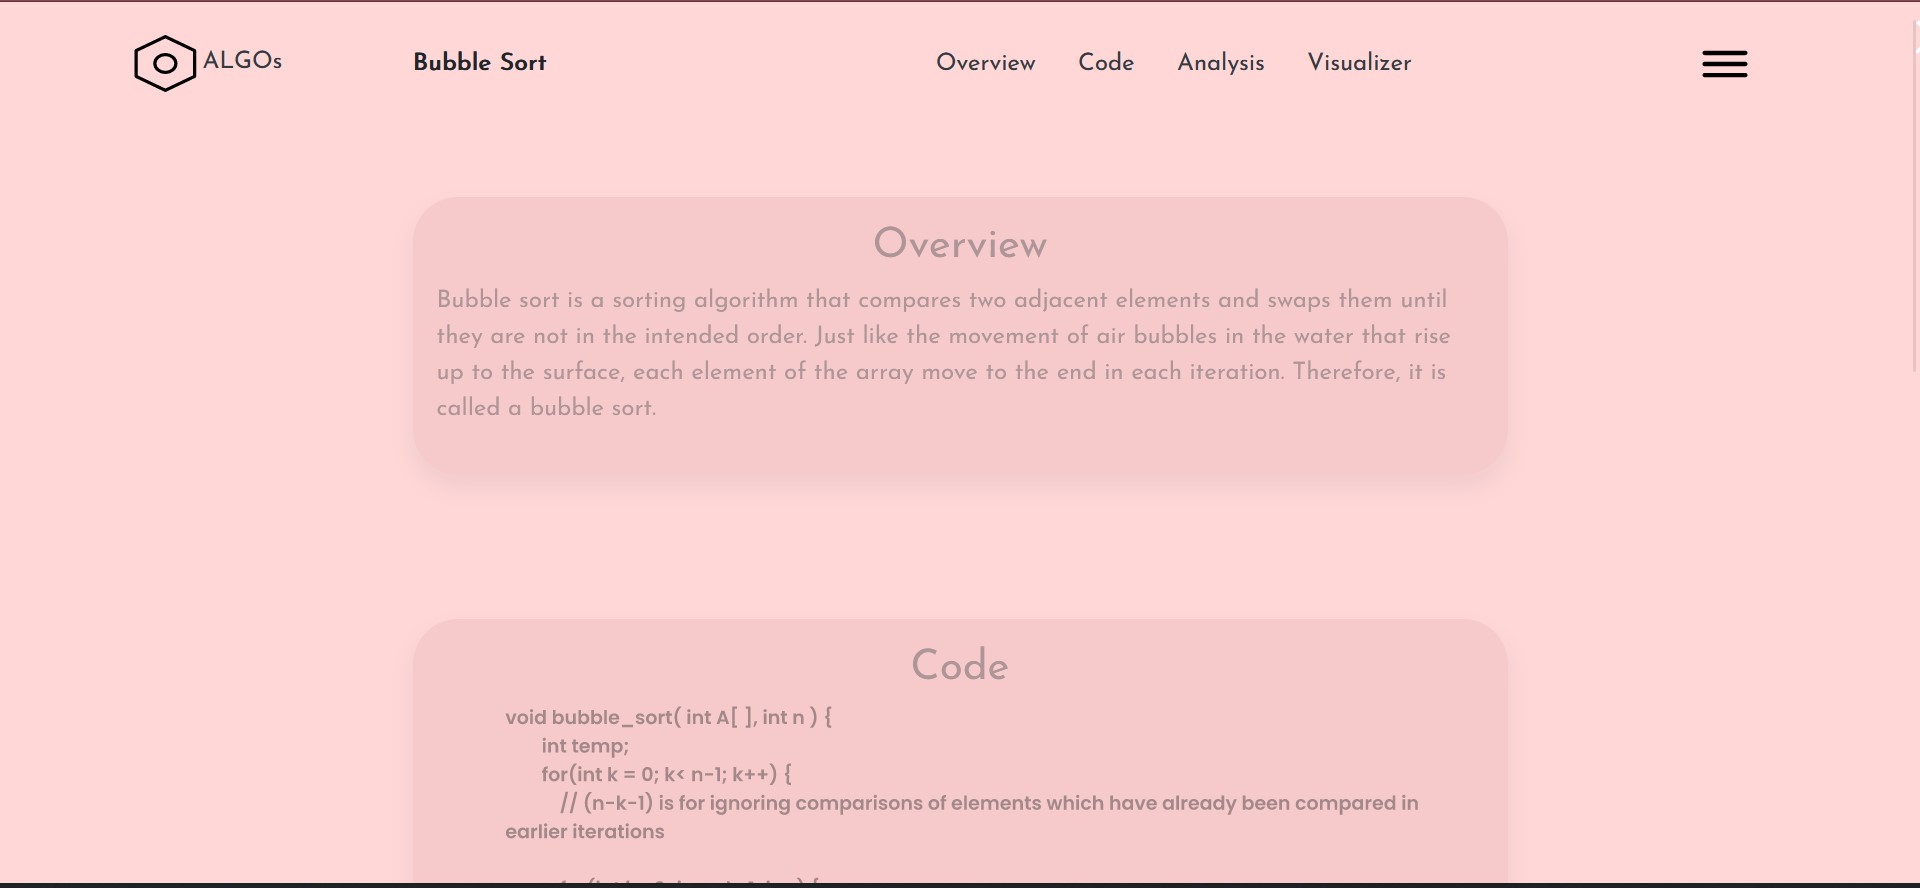 ALGOs
Bubble Sort
Overview
Code
Analysis
Visualizer
Overview
Bubble sort is a sorting algorithm that compares two adjacent elements and swaps them until
they are not in the intended order. Just like the movement of air bubbles in the water that rise
up to the surface, each element of the array move to the end in each iteration. Therefore, it is
called a bubble sort.
Code
void bubble_sort( int A[ ], int n ) {
int temp;
for(int k = 0; k< n-1; k++) {
// (n-k-1) is for ignoring comparisons of elements which have already been compared in
earlier iterations